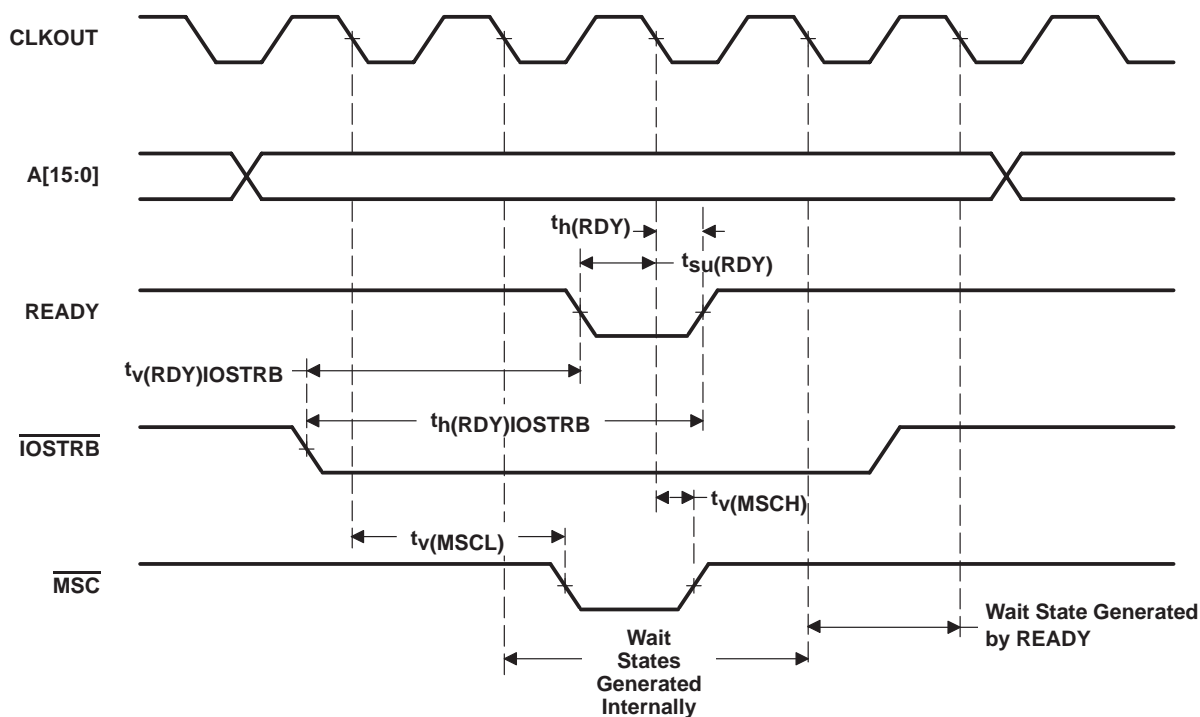 CLKOUT
A[15:0]
th(RDY)
tsu(RDY)
READY
tv(RDY)IOSTRB
th(RDY)IOSTRB
IOSTRB
tv(MSCH)
tv(MSCL)
MSC
Wait State Generated
by READY
Wait
States
Generated
Internally